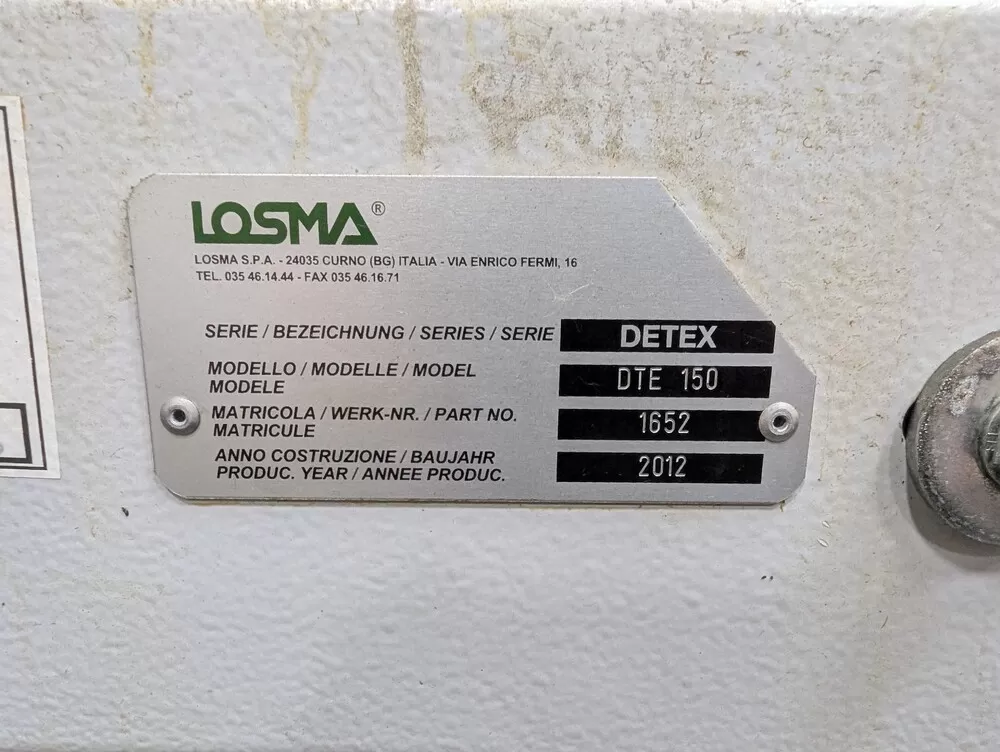 LOSMA®
LOSMA S.P.A. - 24035 CURNO (BG) ITALIA - VIA ENRICO FERMI, 16
TEL. 035 46.14.44 - FAX 035 46.16.71
SERIE / BEZEICHNUNG / SERIES / SERIE DETEX
MODELLO / MODELLE / MODEL
MODELE DTE 150
MATRICOLA / WERK-NR. / PART NO.
MATRICULE 1652
ANNO COSTRUZIONE / BAUJAHR
PRODUC. YEAR / ANNEE PRODUC. 2012